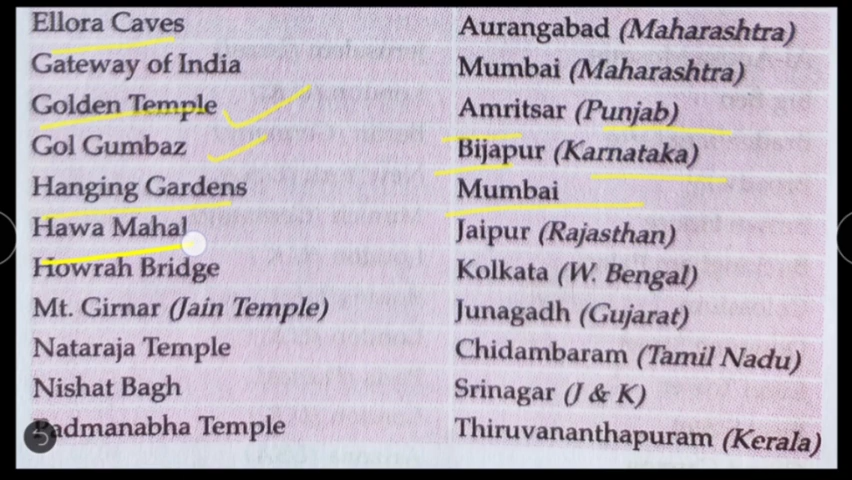 Ellora Caves Aurangabad (Maharashtra)
Gateway of India Mumbai (Maharashtra)
Golden Temple Amritsar (Punjab)
Gol Gumbaz Bijapur (Karnataka)
Hanging Gardens Mumbai
Hawa Mahal Jaipur (Rajasthan)
Howrah Bridge Kolkata (W. Bengal)
Mt. Girnar (Jain Temple) Junagadh (Gujarat)
Nataraja Temple Chidambaram (Tamil Nadu)
Nishat Bagh Srinagar (J & K)
Padmanabha Temple Thiruvananthapuram (Kerala)